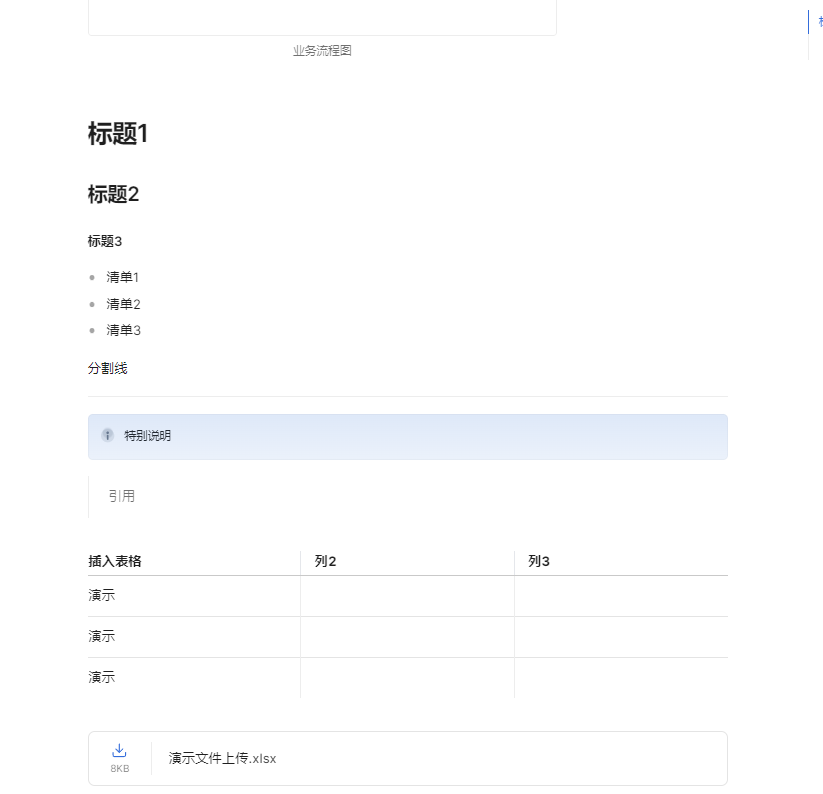 业务流程图
标题1
标题2
标题3
清单1
清单2
清单3
分割线
特别说明
引用
插入表格 列2 列3
演示
演示
演示
8KB 演示文件上传.xlsx